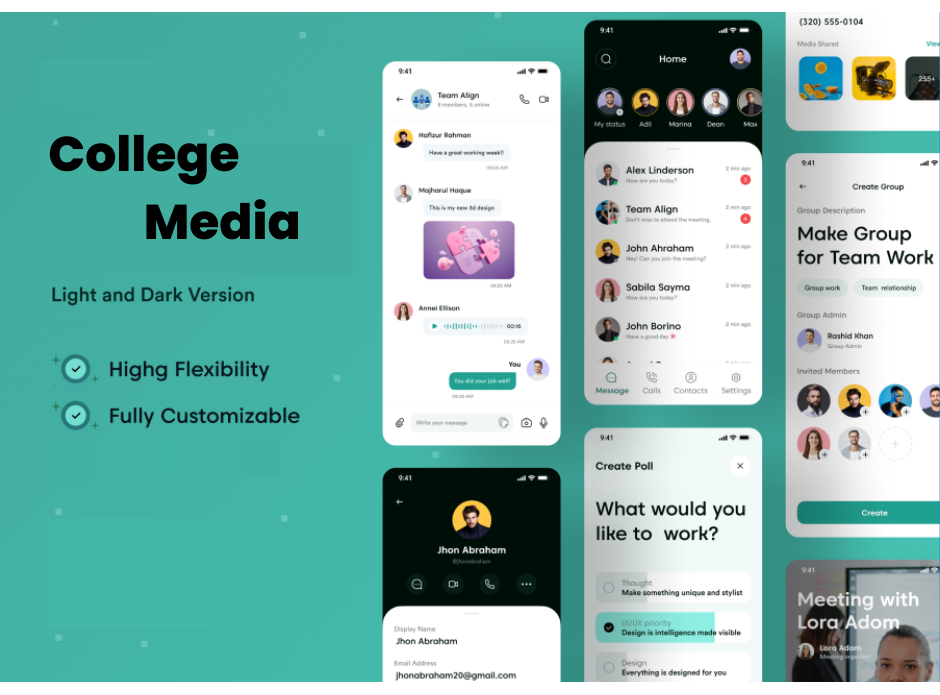 College
Media
Light and Dark Version
Highg Flexibility
Fully Customizable
9:41
Team Align
8 members, 5 online
Hafizur Rahman
Have a great working week!!
09:25 AM
Majharul Haque
This is my new 3d design
09:25 AM
Annei Ellison
00:16
09:25 AM
You
You did your job well!
09:25 AM
Write your message
9:41
Jhon Abraham
@jhonabraham
Display Name
Jhon Abraham
Email Address
jhonabraham20@gmail.com
9:41
Home
My status
Adil
Marina
Dean
Max
Alex Linderson
2 min ago
How are you today?
3
Team Align
2 min ago
Don't miss to attend the meeting.
4
John Ahraham
2 min ago
Hey! Can you join the meeting?
Sabila Sayma
2 min ago
How are you today?
John Borino
2 min ago
Have a good day
Message
Calls
Contacts
Settings
9:41
Create Poll
What would you
like to work?
Thought
Make something unique and stylist
UI/UX priority
Design is intelligence made visible
Design
Everything is designed for you
(320) 555-0104
Media Shared
View
255+
9:41
Create Group
Group Description
Make Group
for Team Work
Group work
Team relationship
Group Admin
Rashid Khan
Group Admin
Invited Members
Create
9:41
Meeting with
Lora Adom
Lora Adom
Meeting organizer